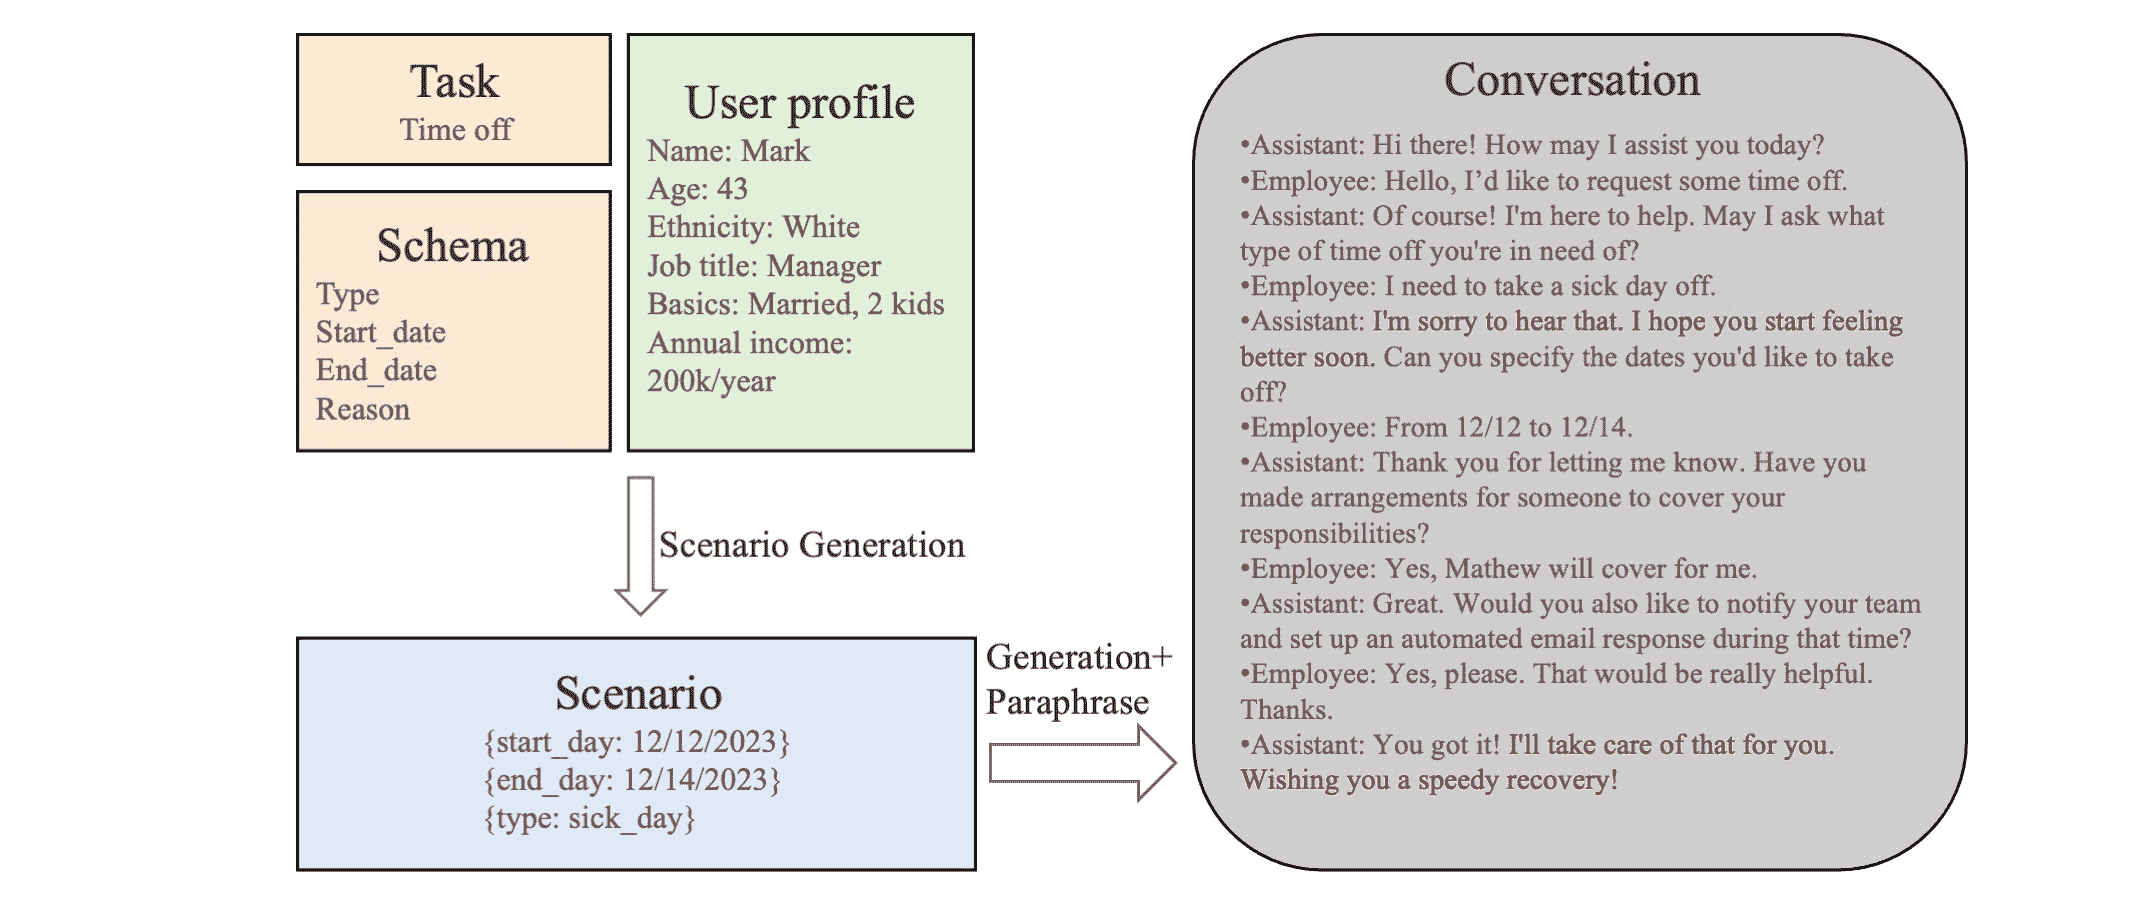 Task
Time off
Schema
Type
Start_date
End_date
Reason
User profile
Name: Mark
Age: 43
Ethnicity: White
Job title: Manager
Basics: Married, 2 kids
Annual income:
200k/year
Scenario Generation
Scenario
{start_day: 12/12/2023}
{end_day: 12/14/2023}
{type: sick_day}
Generation+
Paraphrase
Conversation
•Assistant: Hi there! How may I assist you today?
•Employee: Hello, I’d like to request some time off.
•Assistant: Of course! I'm here to help. May I ask what
type of time off you're in need of?
•Employee: I need to take a sick day off.
•Assistant: I'm sorry to hear that. I hope you start feeling
better soon. Can you specify the dates you'd like to take
off?
•Employee: From 12/12 to 12/14.
•Assistant: Thank you for letting me know. Have you
made arrangements for someone to cover your
responsibilities?
•Employee: Yes, Mathew will cover for me.
•Assistant: Great. Would you also like to notify your team
and set up an automated email response during that time?
•Employee: Yes, please. That would be really helpful.
Thanks.
•Assistant: You got it! I'll take care of that for you.
Wishing you a speedy recovery!